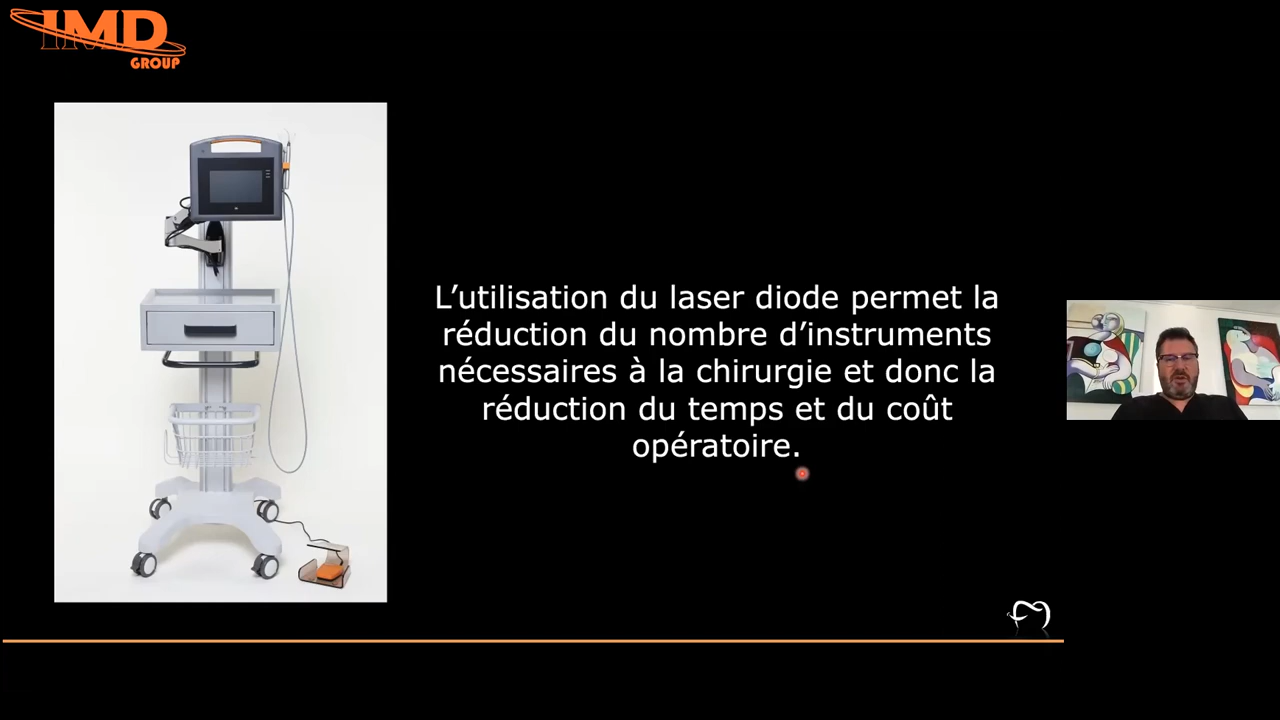 IMD
GROUP
L’utilisation du laser diode permet la
réduction du nombre d’instruments
nécessaires à la chirurgie et donc la
réduction du temps et du coût
opératoire.